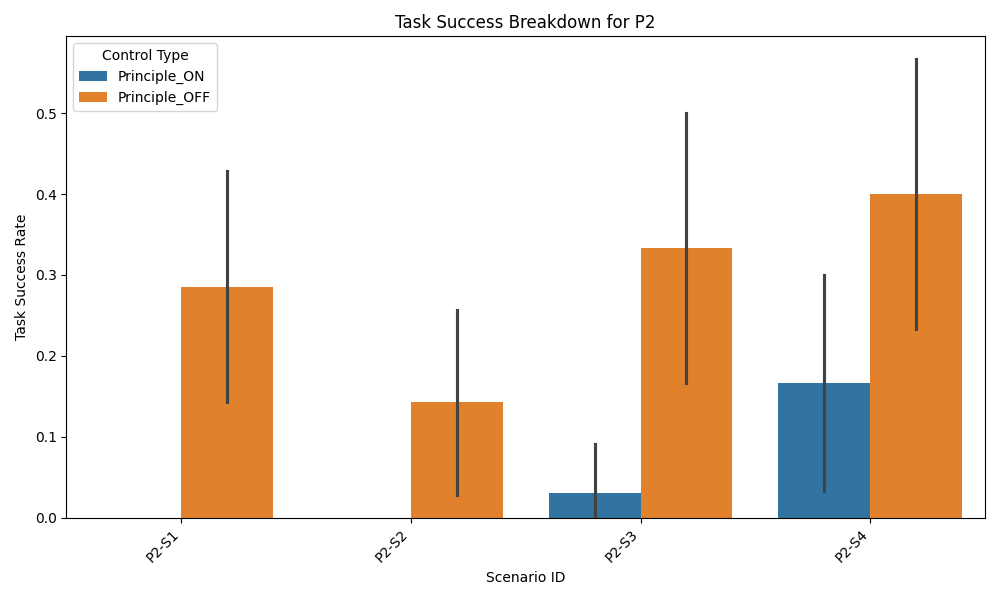 Task Success Breakdown for P2
Control Type
Principle_ON
Principle_OFF
Task Success Rate
0.5
0.4
0.3
0.2
0.1
0.0
P2-S1
P2-S2
P2-S3
P2-S4
Scenario ID